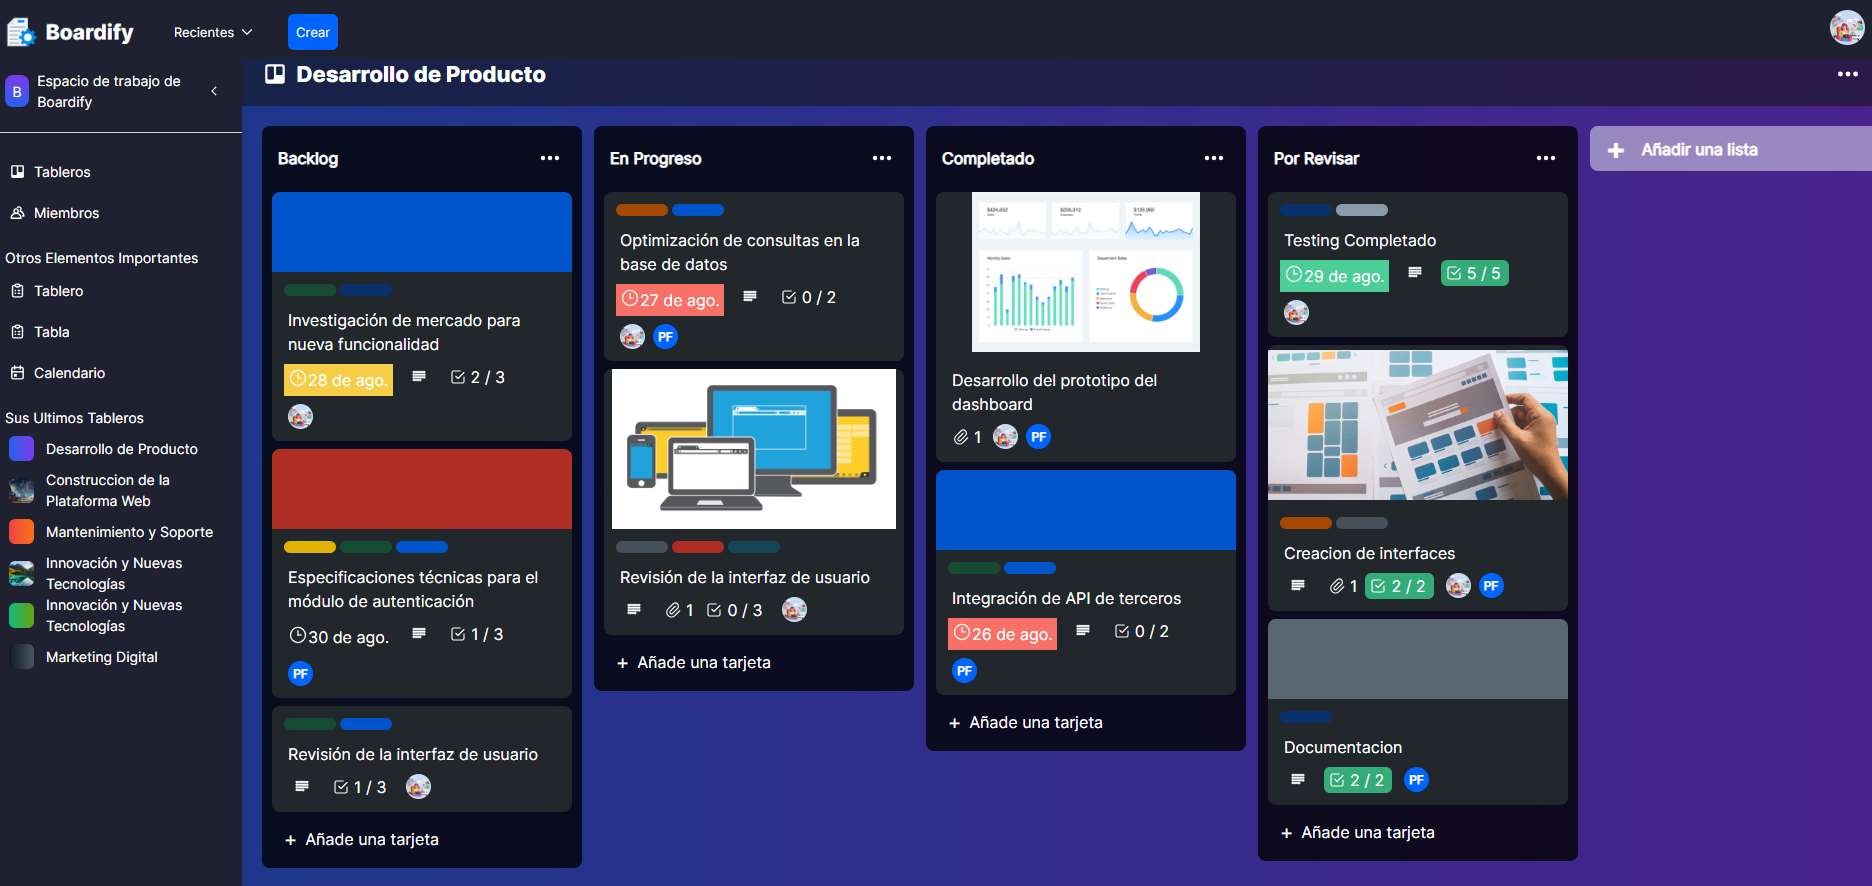 Boardify
Recientes
Crear
B
Espacio de trabajo de
Boardify
Tableros
Miembros
Otros Elementos Importantes
Tablero
Tabla
Calendario
Sus Ultimos Tableros
Desarrollo de Producto
Construccion de la
Plataforma Web
Mantenimiento y Soporte
Innovación y Nuevas
Tecnologías
Innovación y Nuevas
Tecnologías
Marketing Digital
Desarrollo de Producto
Backlog
Investigación de mercado para
nueva funcionalidad
28 de ago.
2 / 3
Especificaciones técnicas para el
módulo de autenticación
30 de ago.
1 / 3
PF
Revisión de la interfaz de usuario
1 / 3
+ Añade una tarjeta
En Progreso
Optimización de consultas en la
base de datos
27 de ago.
0 / 2
PF
Revisión de la interfaz de usuario
1
0 / 3
+ Añade una tarjeta
Completado
Monthly Sales
Department Sales
Desarrollo del prototipo del
dashboard
1
PF
Integración de API de terceros
26 de ago.
0 / 2
PF
+ Añade una tarjeta
Por Revisar
Testing Completado
29 de ago.
5 / 5
Creacion de interfaces
1
2 / 2
PF
Documentacion
2 / 2
PF
+ Añade una tarjeta
+ Añadir una lista